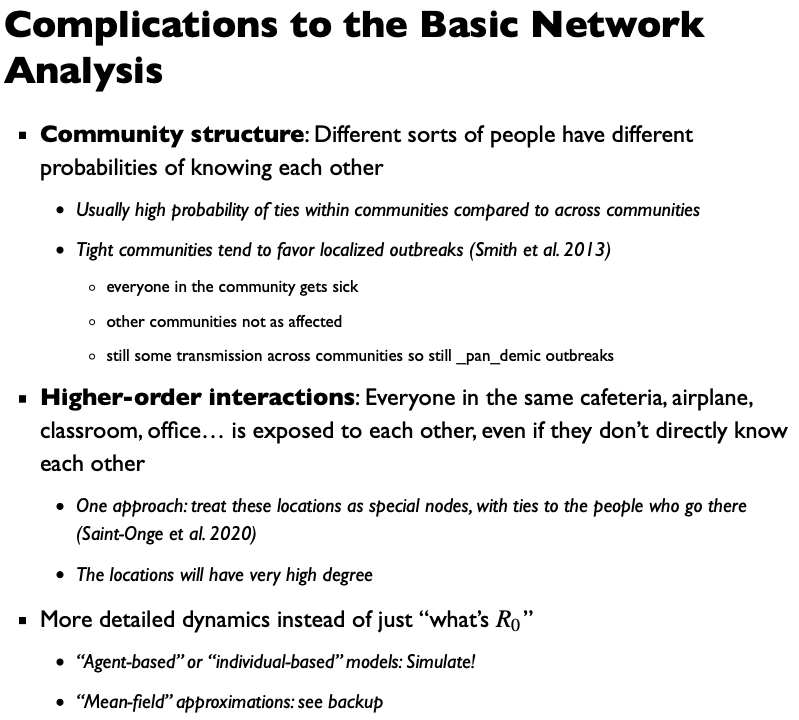 Complications to the Basic Network
Analysis
▪ Community structure: Different sorts of people have different
probabilities of knowing each other
• Usually high probability of ties within communities compared to across communities
• Tight communities tend to favor localized outbreaks (Smith et al. 2013)
◦ everyone in the community gets sick
◦ other communities not as affected
◦ still some transmission across communities so still _pan_demic outbreaks
▪ Higher-order interactions: Everyone in the same cafeteria, airplane,
classroom, office… is exposed to each other, even if they don’t directly know
each other
• One approach: treat these locations as special nodes, with ties to the people who go there
(Saint-Onge et al. 2020)
• The locations will have very high degree
▪ More detailed dynamics instead of just “what’s R₀”
• “Agent-based” or “individual-based” models: Simulate!
• “Mean-field” approximations: see backup